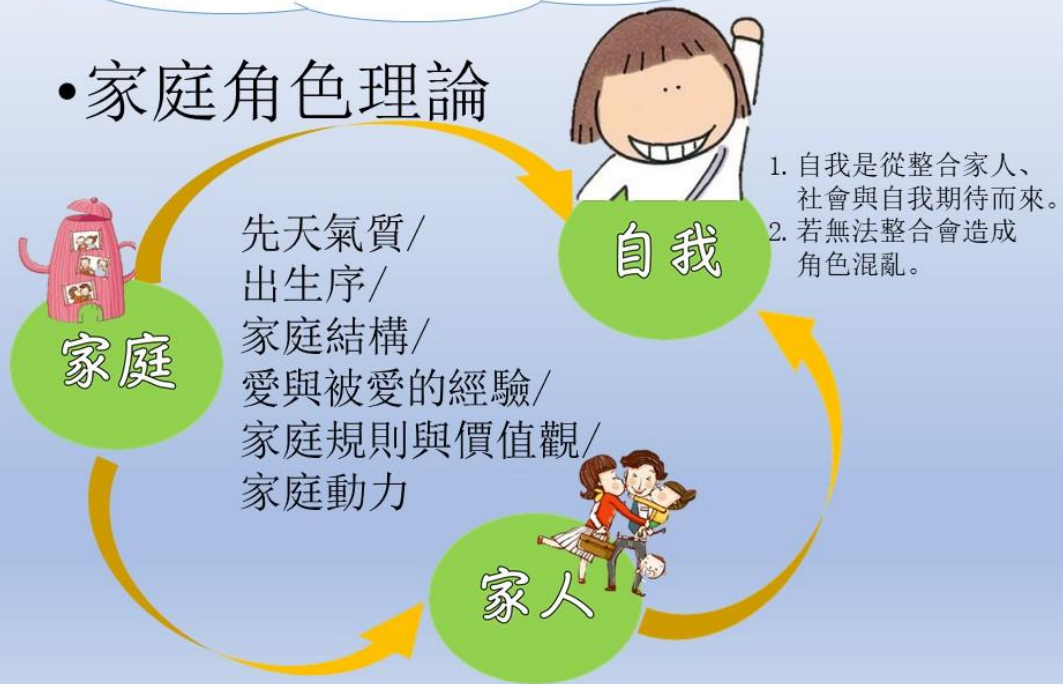 •家庭角色理論
1. 自我是從整合家人、
社會與自我期待而來。
2. 若無法整合會造成
角色混亂。
自我
先天氣質/
出生序/
家庭結構/
愛與被愛的經驗/
家庭規則與價值觀/
家庭動力
家庭
家人